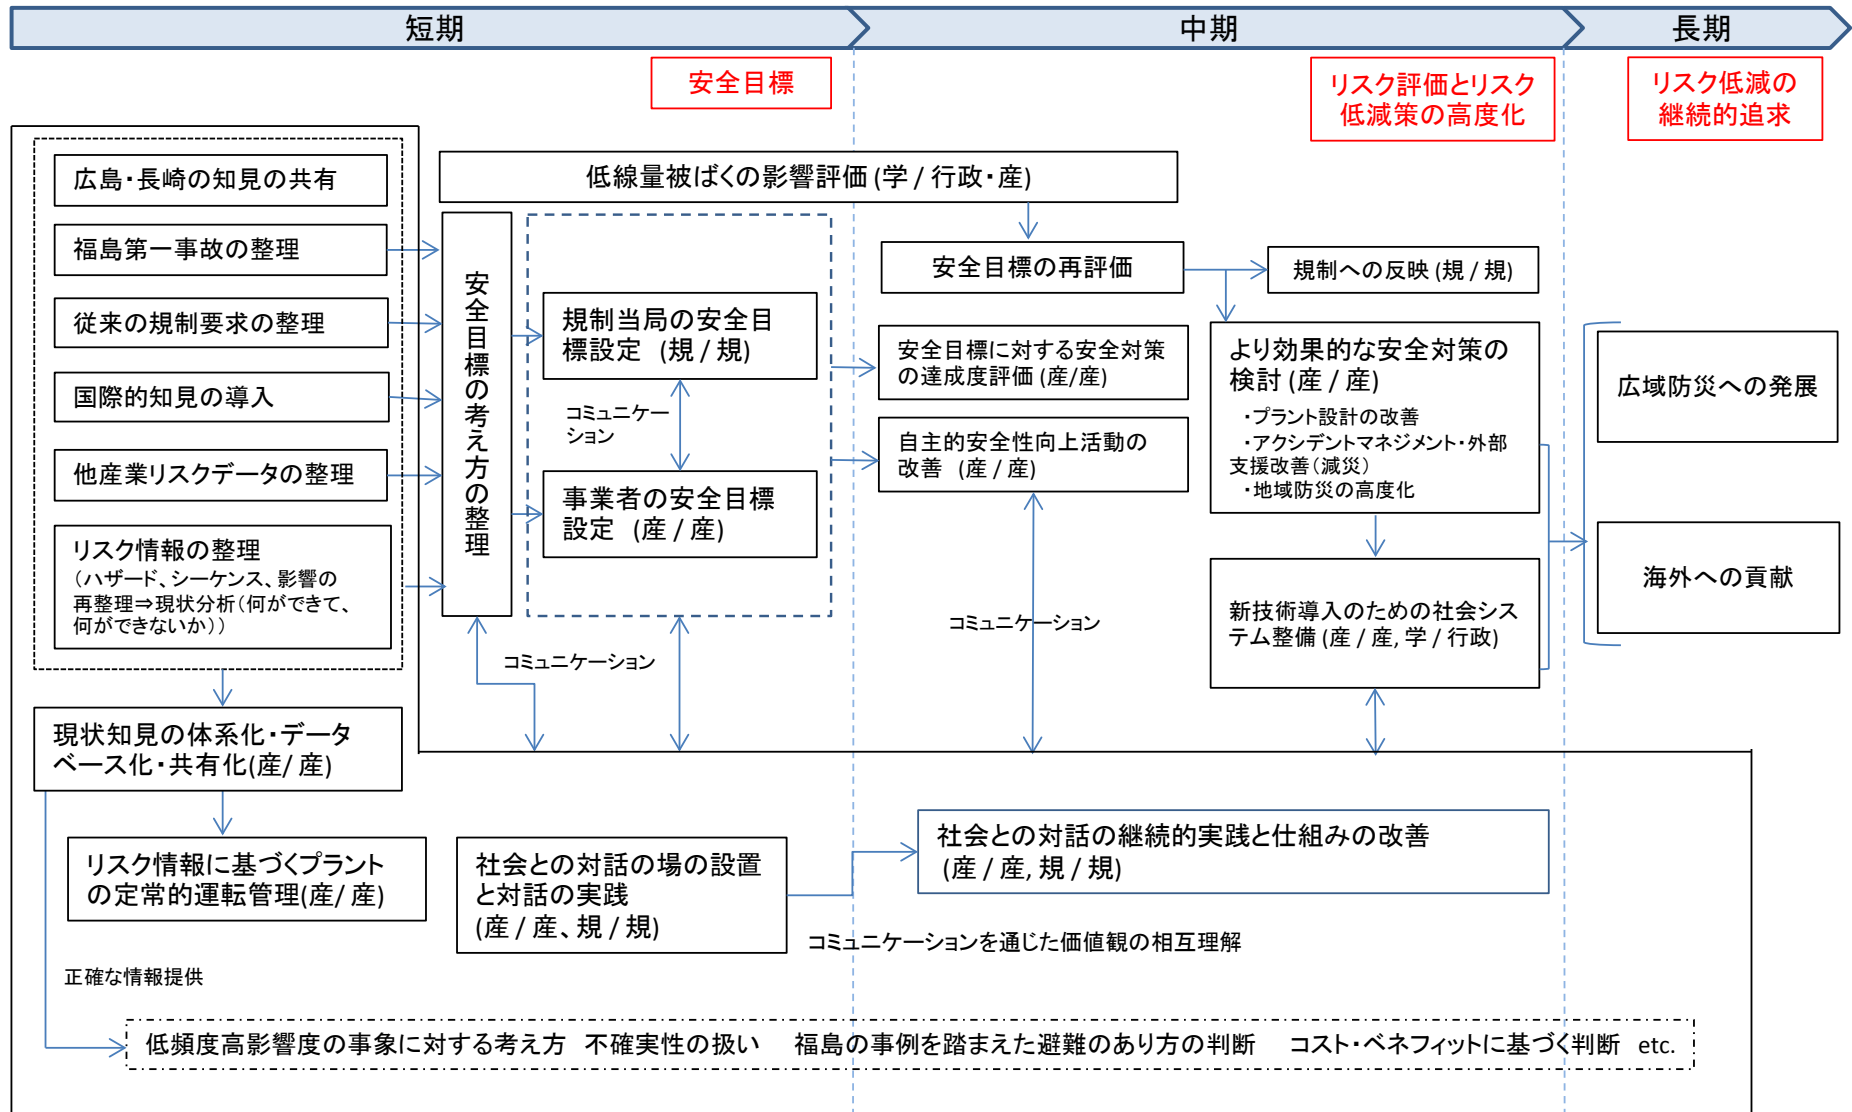 短期
中期
長期
安全目標
リスク評価とリスク
低減策の高度化
リスク低減の
継続的追求
広島・長崎の知見の共有
福島第一事故の整理
従来の規制要求の整理
国際的知見の導入
他産業リスクデータの整理
リスク情報の整理
（ハザード、シーケンス、影響の
再整理⇒現状分析（何ができて、
何ができないか））
現状知見の体系化・データ
ベース化・共有化(産/ 産)
リスク情報に基づくプラント
の定常的運転管理(産/ 産)
正確な情報提供
低線量被ばくの影響評価 (学 / 行政・産)
安全目標の考え方の整理
規制当局の安全目
標設定 (規 / 規)
コミュニケー
ション
事業者の安全目標
設定 (産 / 産)
コミュニケーション
安全目標の再評価
規制への反映 (規 / 規)
安全目標に対する安全対策
の達成度評価 (産/産)
自主的安全性向上活動の
改善 (産 / 産)
コミュニケーション
より効果的な安全対策の
検討 (産 / 産)
・プラント設計の改善
・アクシデントマネジメント・外部
支援改善（減災）
・地域防災の高度化
新技術導入のための社会シス
テム整備 (産 / 産, 学 / 行政)
広域防災への発展
海外への貢献
社会との対話の場の設置
と対話の実践
(産 / 産、規 / 規)
社会との対話の継続的実践と仕組みの改善
(産 / 産, 規 / 規)
コミュニケーションを通じた価値観の相互理解
低頻度高影響度の事象に対する考え方 不確実性の扱い 福島の事例を踏まえた避難のあり方の判断 コスト・ベネフィットに基づく判断 etc.